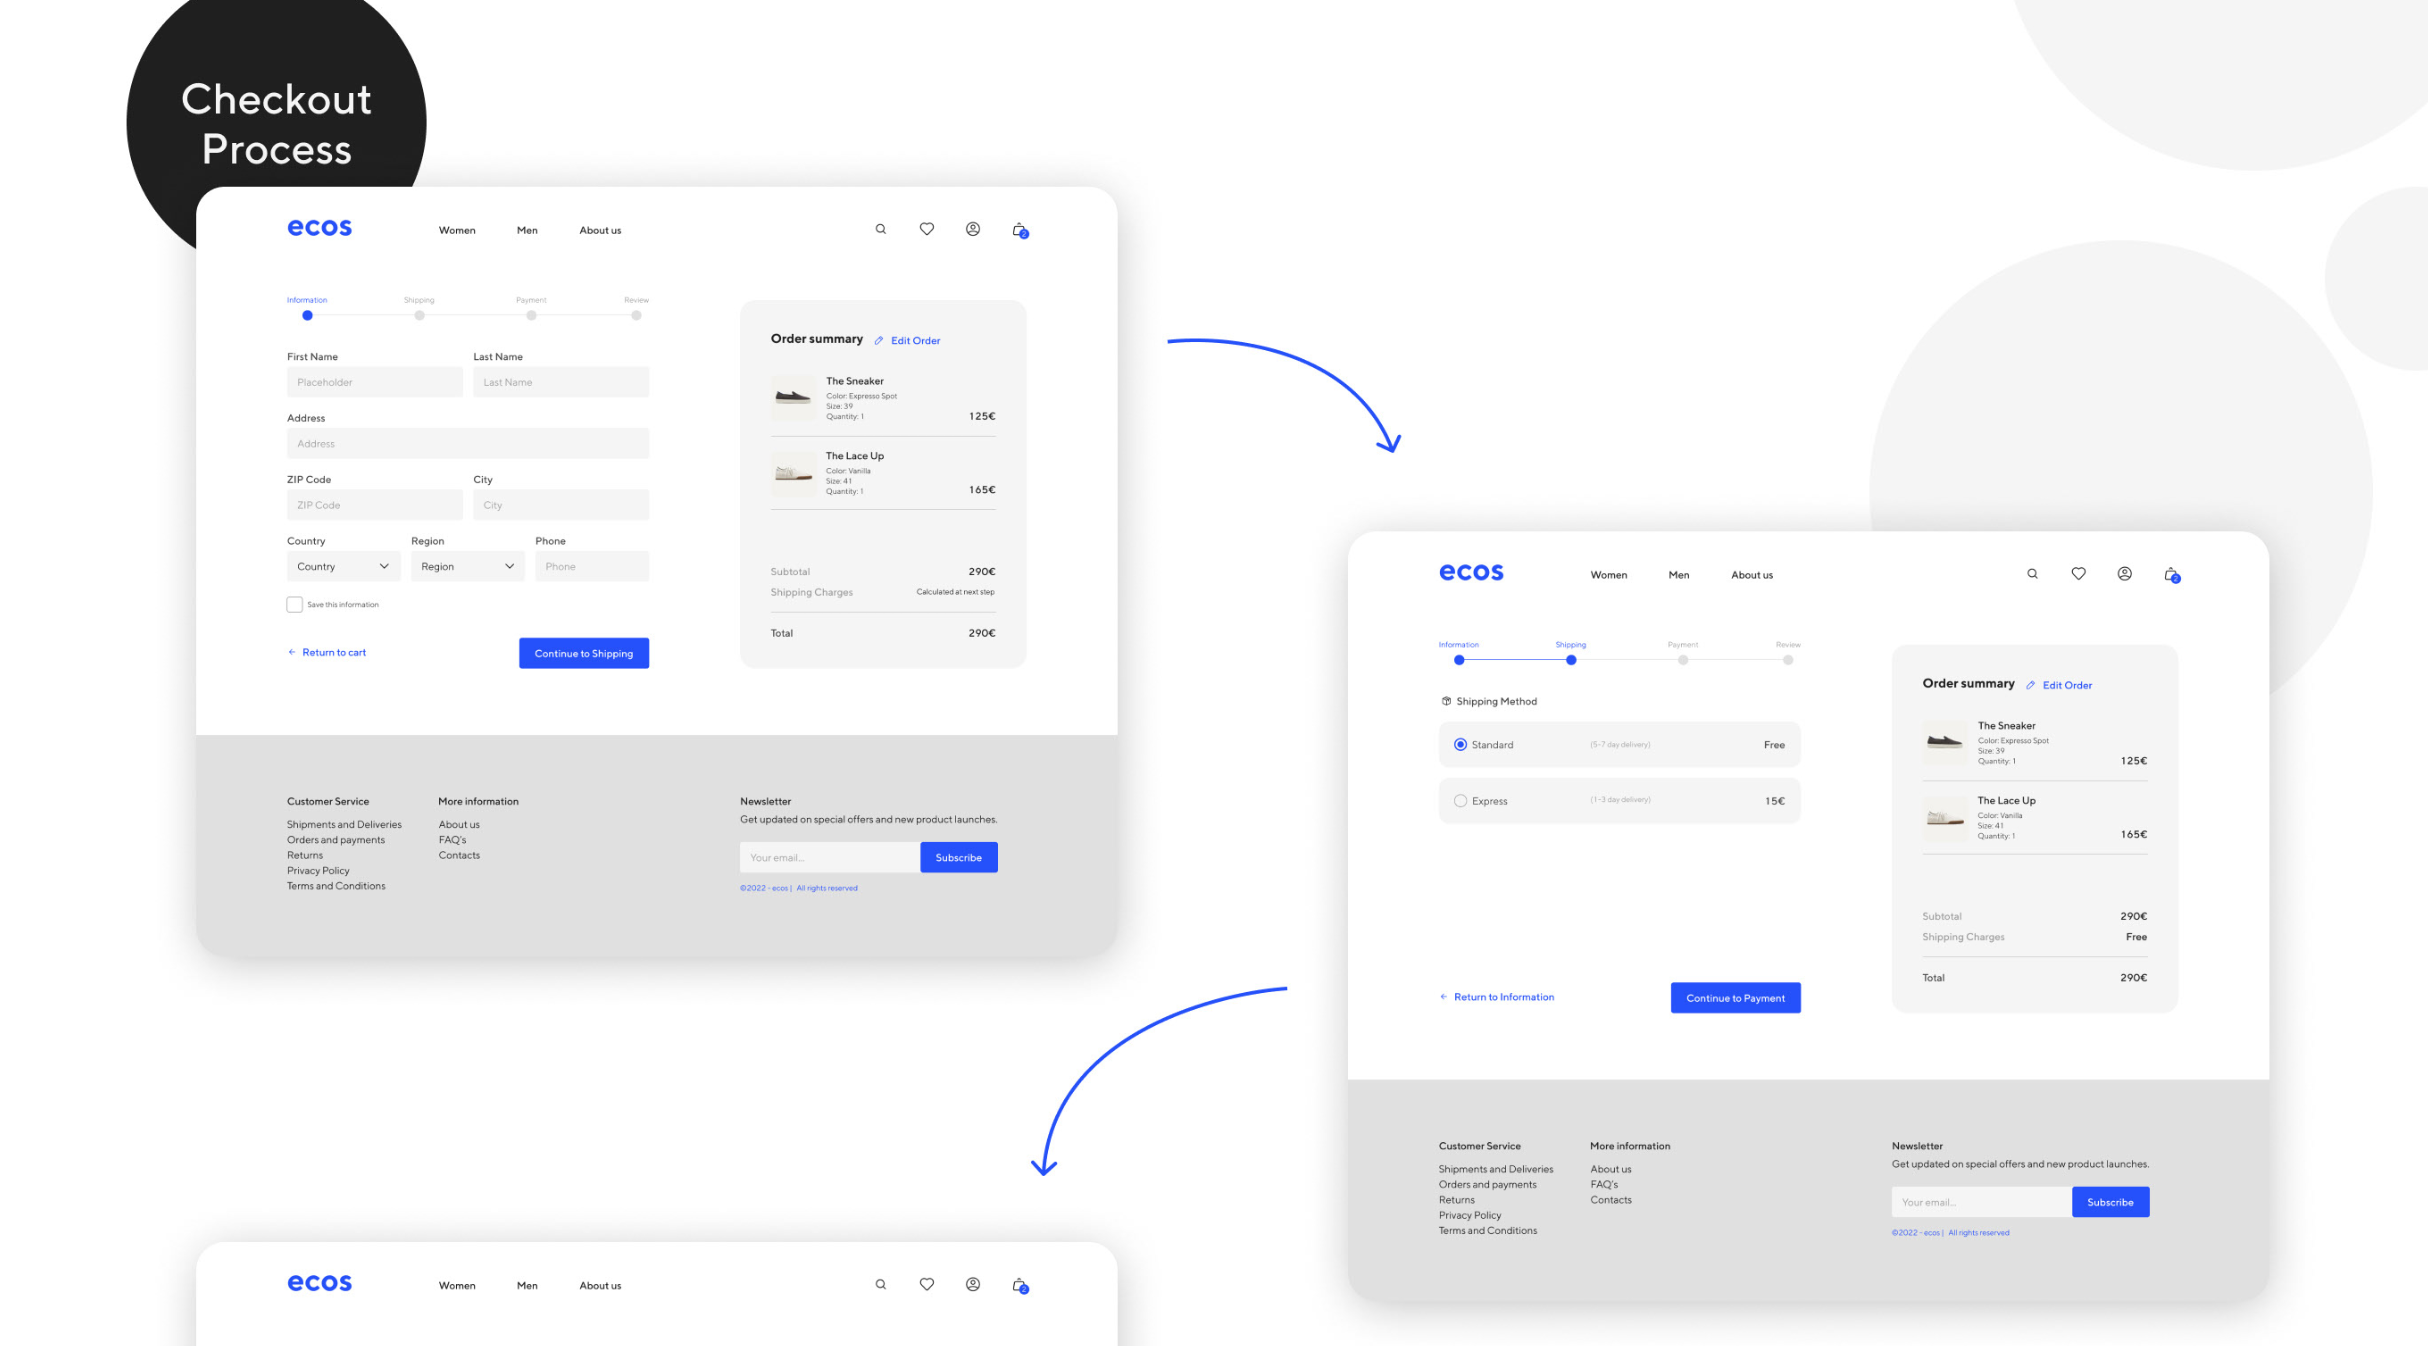 Checkout
Process
ecos
Women
Men
About us
2
Information
Shipping
Payment
Review
First Name
Last Name
Placeholder
Last Name
Address
Address
ZIP Code
City
ZIP Code
City
Country
Region
Phone
Country
Region
Phone
Save this information
Return to cart
Continue to Shipping
Order summary
Edit Order
The Sneaker
Color: Expresso Spot
Size: 39
Quantity: 1
125€
The Lace Up
Color: Vanilla
Size: 41
Quantity: 1
165€
Subtotal
290€
Shipping Charges
Calculated at next step
Total
290€
Customer Service
Shipments and Deliveries
Orders and payments
Returns
Privacy Policy
Terms and Conditions
More information
About us
FAQ's
Contacts
Newsletter
Get updated on special offers and new product launches.
Your email...
Subscribe
©2022 - ecos | All rights reserved
ecos
Women
Men
About us
2
Information
Shipping
Payment
Review
Shipping Method
Standard
(5-7 day delivery)
Free
Express
(1-3 day delivery)
15€
Return to Information
Continue to Payment
Order summary
Edit Order
The Sneaker
Color: Expresso Spot
Size: 39
Quantity: 1
125€
The Lace Up
Color: Vanilla
Size: 41
Quantity: 1
165€
Subtotal
290€
Shipping Charges
Free
Total
290€
Customer Service
Shipments and Deliveries
Orders and payments
Returns
Privacy Policy
Terms and Conditions
More information
About us
FAQ's
Contacts
Newsletter
Get updated on special offers and new product launches.
Your email...
Subscribe
©2022 - ecos | All rights reserved
ecos
Women
Men
About us
2